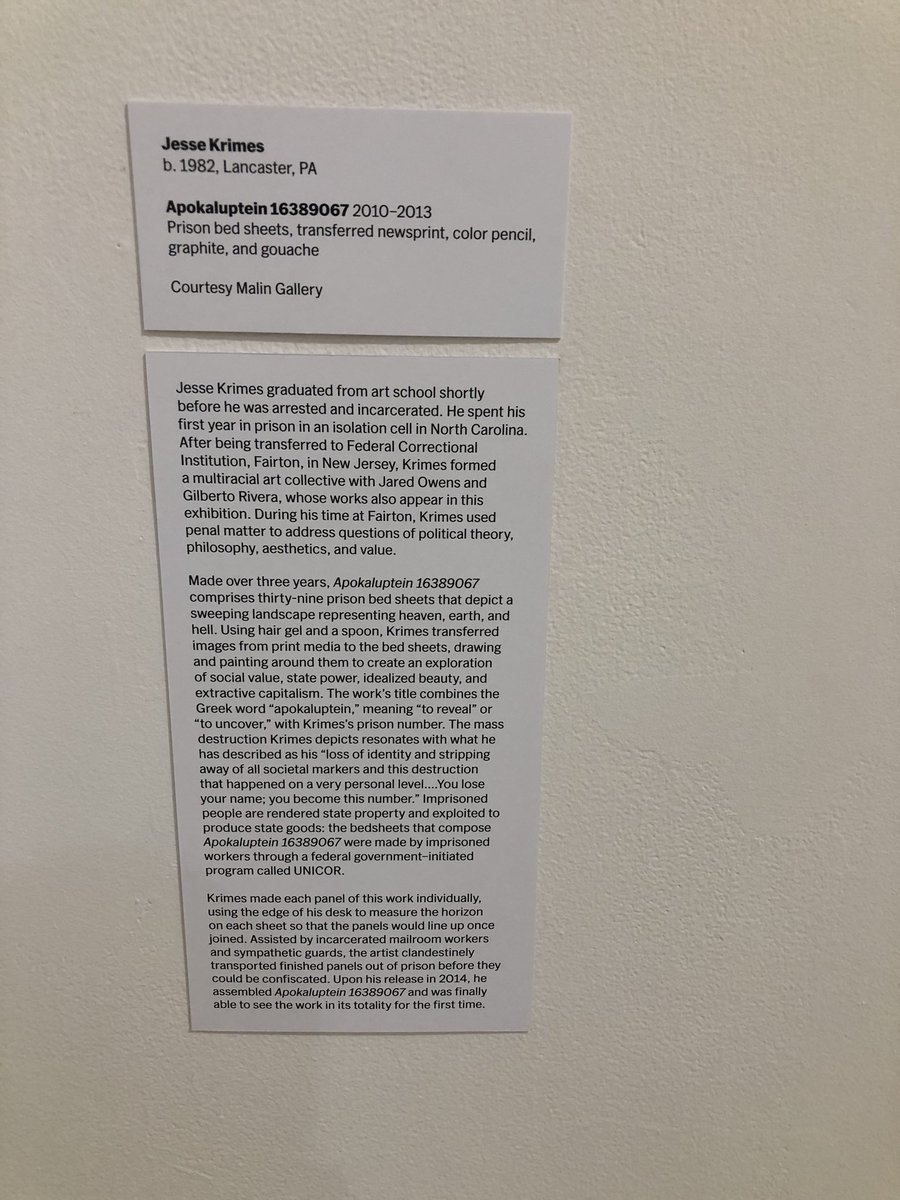 Jesse Krimes
b. 1982, Lancaster, PA
Apokaluptein 16389067 2010–2013
Prison bed sheets, transferred newsprint, color pencil,
graphite, and gouache
Courtesy Malin Gallery
Jesse Krimes graduated from art school shortly
before he was arrested and incarcerated. He spent his
first year in prison in an isolation cell in North Carolina.
After being transferred to Federal Correctional
Institution, Fairton, in New Jersey, Krimes formed
a multiracial art collective with Jared Owens and
Gilberto Rivera, whose works also appear in this
exhibition. During his time at Fairton, Krimes used
penal matter to address questions of political theory,
philosophy, aesthetics, and value.
Made over three years, Apokaluptein 16389067
comprises thirty-nine prison bed sheets that depict a
sweeping landscape representing heaven, earth, and
hell. Using hair gel and a spoon, Krimes transferred
images from print media to the bed sheets, drawing
and painting around them to create an exploration
of social value, state power, idealized beauty, and
extractive capitalism. The work's title combines the
Greek word “apokaluptein,” meaning “to reveal” or
“to uncover,” with Krimes's prison number. The mass
destruction Krimes depicts resonates with what he
has described as his “loss of identity and stripping
away of all societal markers and this destruction
that happened on a very personal level....You lose
your name; you become this number.” Imprisoned
people are rendered state property and exploited to
produce state goods: the bedsheets that compose
Apokaluptein 16389067 were made by imprisoned
workers through a federal government–initiated
program called UNICOR.
Krimes made each panel of this work individually,
using the edge of his desk to measure the horizon
on each sheet so that the panels would line up once
joined. Assisted by incarcerated mailroom workers
and sympathetic guards, the artist clandestinely
transported finished panels out of prison before they
could be confiscated. Upon his release in 2014, he
assembled Apokaluptein 16389067 and was finally
able to see the work in its totality for the first time.